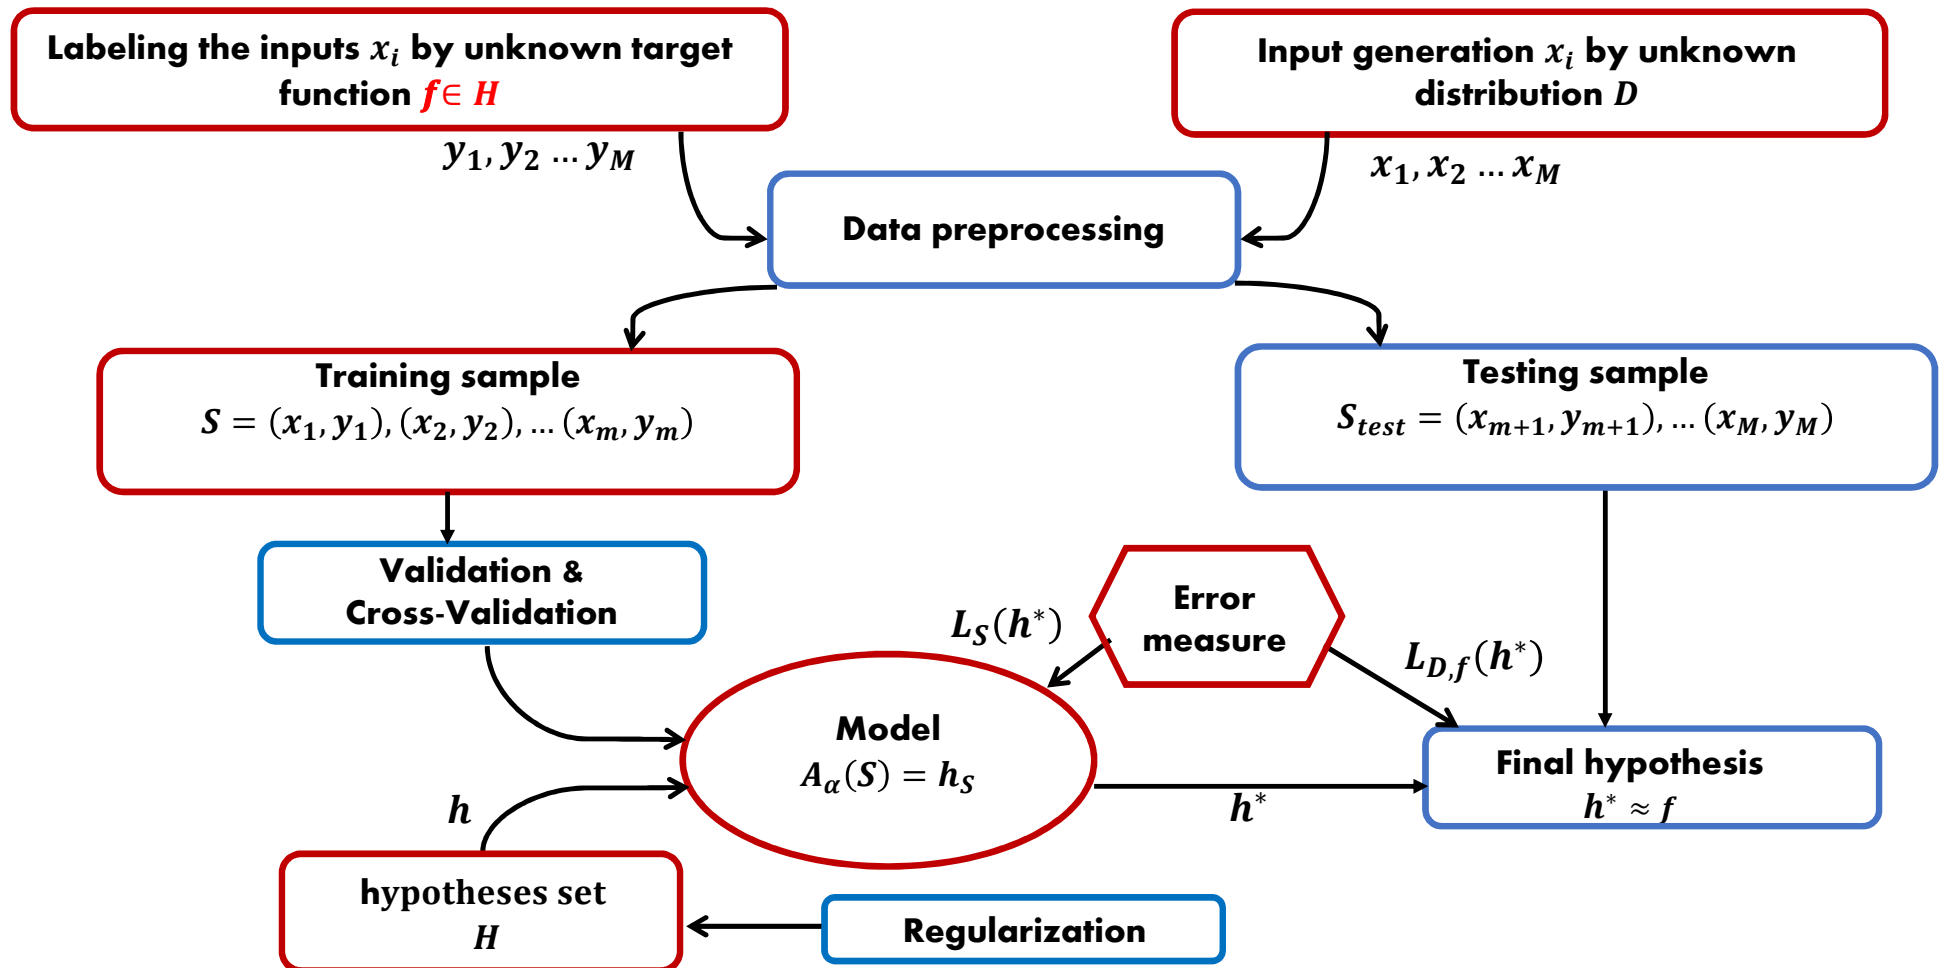 Labeling the inputs xᵢ by unknown target
function f∈ H
Input generation xᵢ by unknown
distribution D
y₁, y₂ … y_M
x₁, x₂ … x_M
Data preprocessing
Training sample
S = (x₁, y₁), (x₂, y₂), … (xₘ, yₘ)
Testing sample
S_test = (x_{m+1}, y_{m+1}), … (x_M, y_M)
Validation &
Cross-Validation
Error
measure
L_S(h*)
L_{D,f}(h*)
Model
A_α(S) = h_S
h
h*
Final hypothesis
h* ≈ f
hypotheses set
H
Regularization